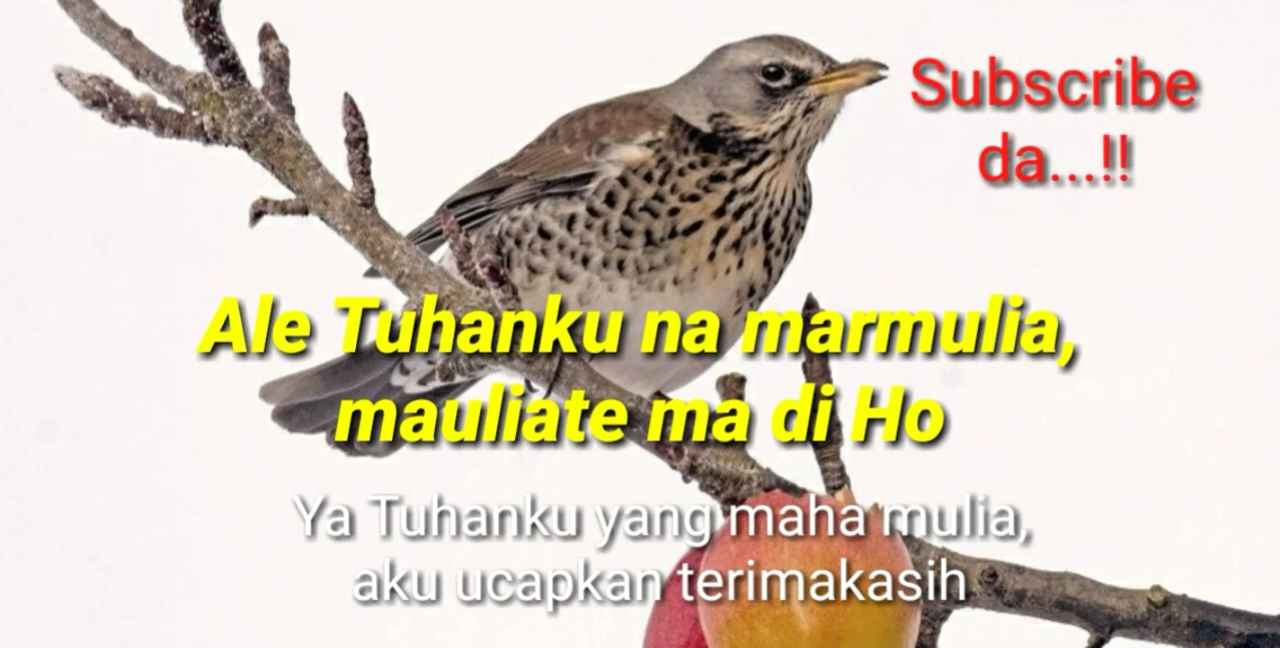 Subscribe
da...!!
Ale Tuhanku na marmulia,
mauliate ma di Ho
Ya Tuhanku yang maha mulia,
aku ucapkan terimakasih